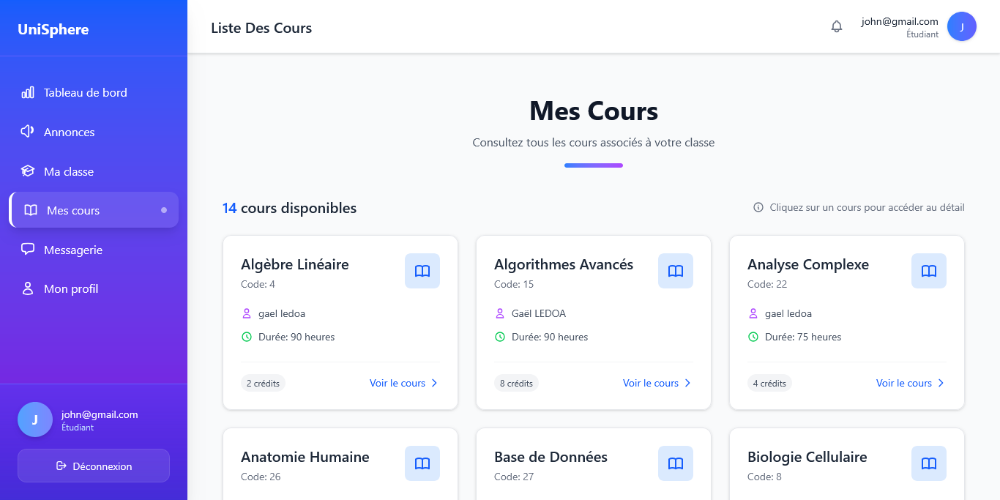 UniSphere
Tableau de bord
Annonces
Ma classe
Mes cours
Messagerie
Mon profil
J
john@gmail.com
Étudiant
Déconnexion
Liste Des Cours
john@gmail.com
Étudiant
J
Mes Cours
Consultez tous les cours associés à votre classe
14 cours disponibles
Cliquez sur un cours pour accéder au détail
Algèbre Linéaire
Code: 4
gael ledoa
Durée: 90 heures
2 crédits
Voir le cours
Algorithmes Avancés
Code: 15
Gaël LEDOA
Durée: 90 heures
8 crédits
Voir le cours
Analyse Complexe
Code: 22
gael ledoa
Durée: 75 heures
4 crédits
Voir le cours
Anatomie Humaine
Code: 26
Base de Données
Code: 27
Biologie Cellulaire
Code: 8